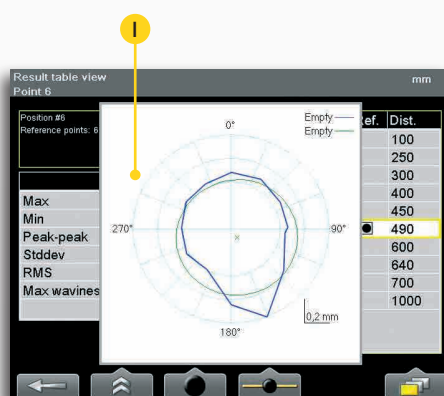 I
Result table view
mm
Point 6
Position #6
Reference points: 6
Max
Min
Peak-peak
Stddev
RMS
Max wavines
Empty
Empty
0°
90°
180°
270°
0,2 mm
ef. Dist.
100
250
300
400
450
490
600
640
700
1000